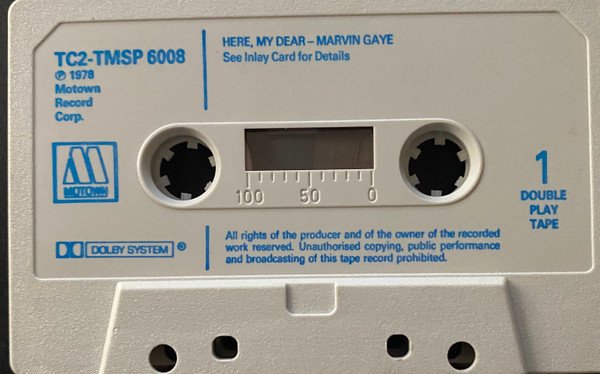 TC2-TMSP 6008
℗ 1978
Motown
Record
Corp.
MOTOWN
DOLBY SYSTEM ®
HERE, MY DEAR – MARVIN GAYE
See Inlay Card for Details
100 50 0
1
DOUBLE
PLAY
TAPE
All rights of the producer and of the owner of the recorded
work reserved. Unauthorised copying, public performance
and broadcasting of this tape record prohibited.